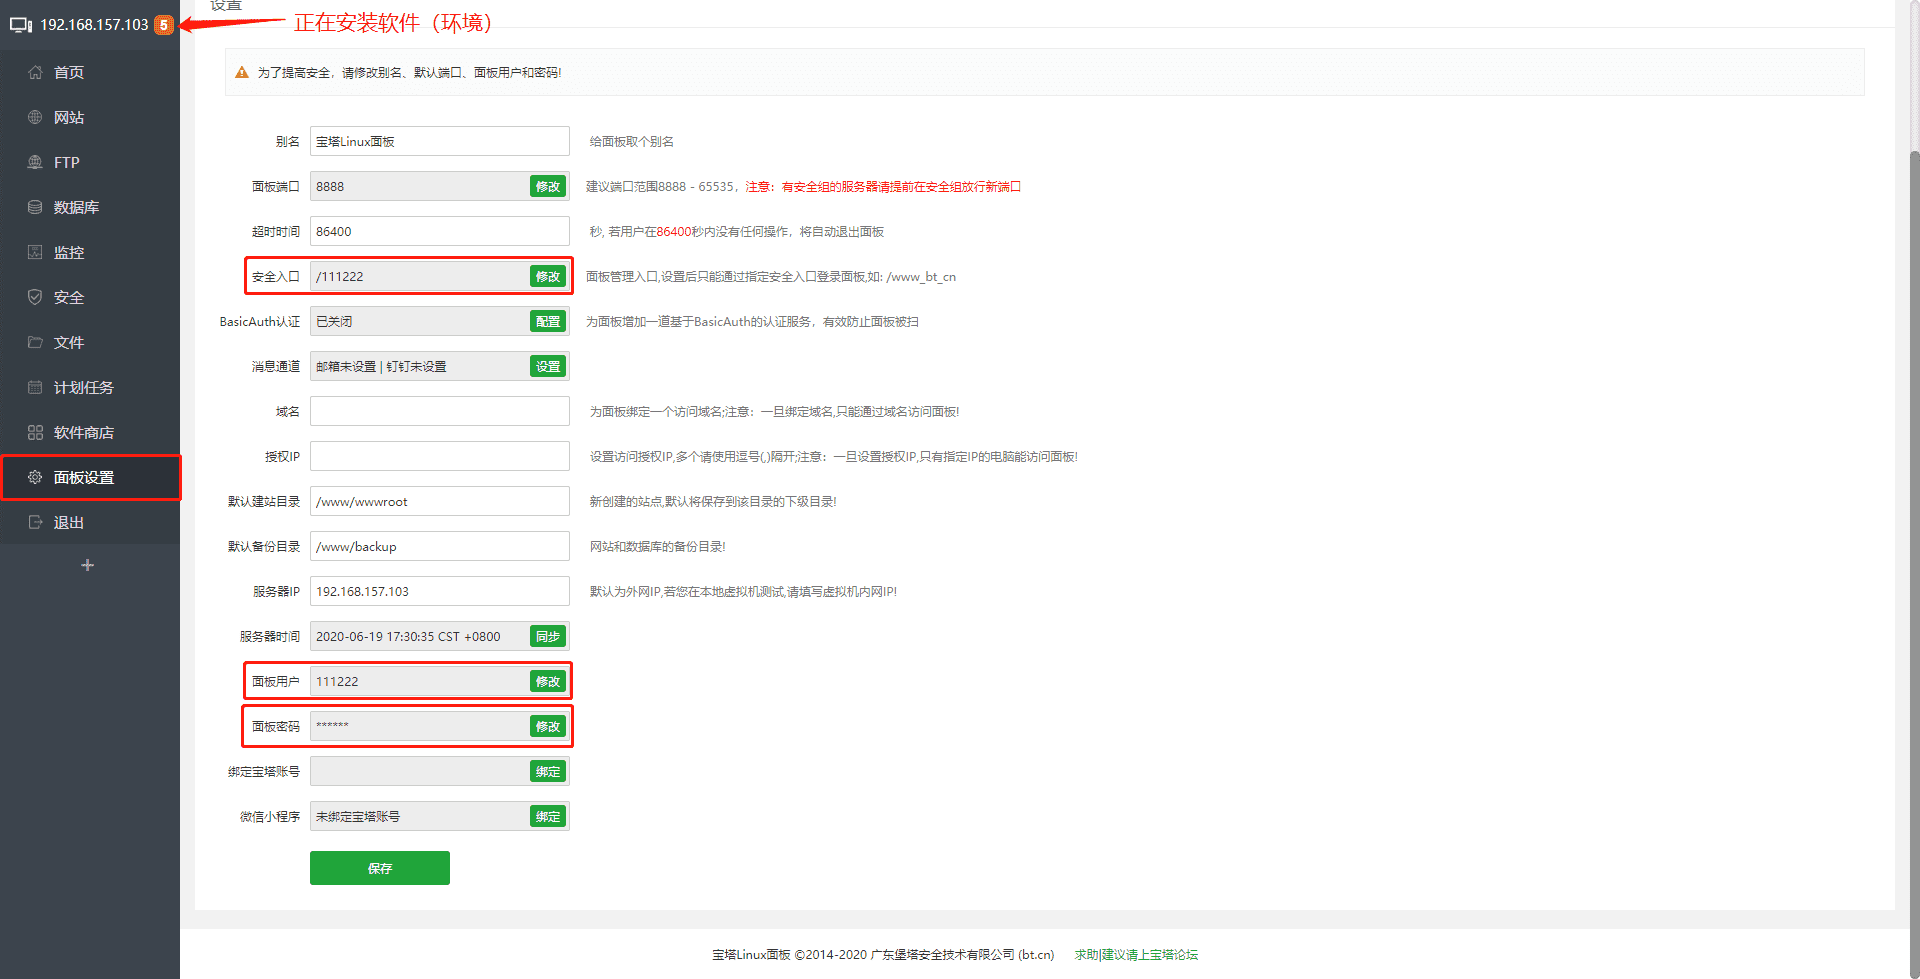 设置
192.168.157.103 5
正在安装软件（环境）
首页
网站
FTP
数据库
监控
安全
文件
计划任务
软件商店
面板设置
退出
+
为了提高安全，请修改别名、默认端口、面板用户和密码!
别名 宝塔Linux面板 给面板取个别名
面板端口 8888 修改 建议端口范围8888 - 65535，注意：有安全组的服务器请提前在安全组放行新端口
超时时间 86400 秒, 若用户在86400秒内没有任何操作，将自动退出面板
安全入口 /111222 修改 面板管理入口,设置后只能通过指定安全入口登录面板,如: /www_bt_cn
BasicAuth认证 已关闭 配置 为面板增加一道基于BasicAuth的认证服务，有效防止面板被扫
消息通道 邮箱未设置 | 钉钉未设置 设置
域名 为面板绑定一个访问域名;注意：一旦绑定域名,只能通过域名访问面板!
授权IP 设置访问授权IP,多个请使用逗号(,)隔开;注意：一旦设置授权IP,只有指定IP的电脑能访问面板!
默认建站目录 /www/wwwroot 新创建的站点,默认将保存到该目录的下级目录!
默认备份目录 /www/backup 网站和数据库的备份目录!
服务器IP 192.168.157.103 默认为外网IP,若您在本地虚拟机测试,请填写虚拟机内网IP!
服务器时间 2020-06-19 17:30:35 CST +0800 同步
面板用户 111222 修改
面板密码 ****** 修改
绑定宝塔账号 绑定
微信小程序 未绑定宝塔账号 绑定
保存
宝塔Linux面板 ©2014-2020 广东堡塔安全技术有限公司 (bt.cn) 求助|建议请上宝塔论坛